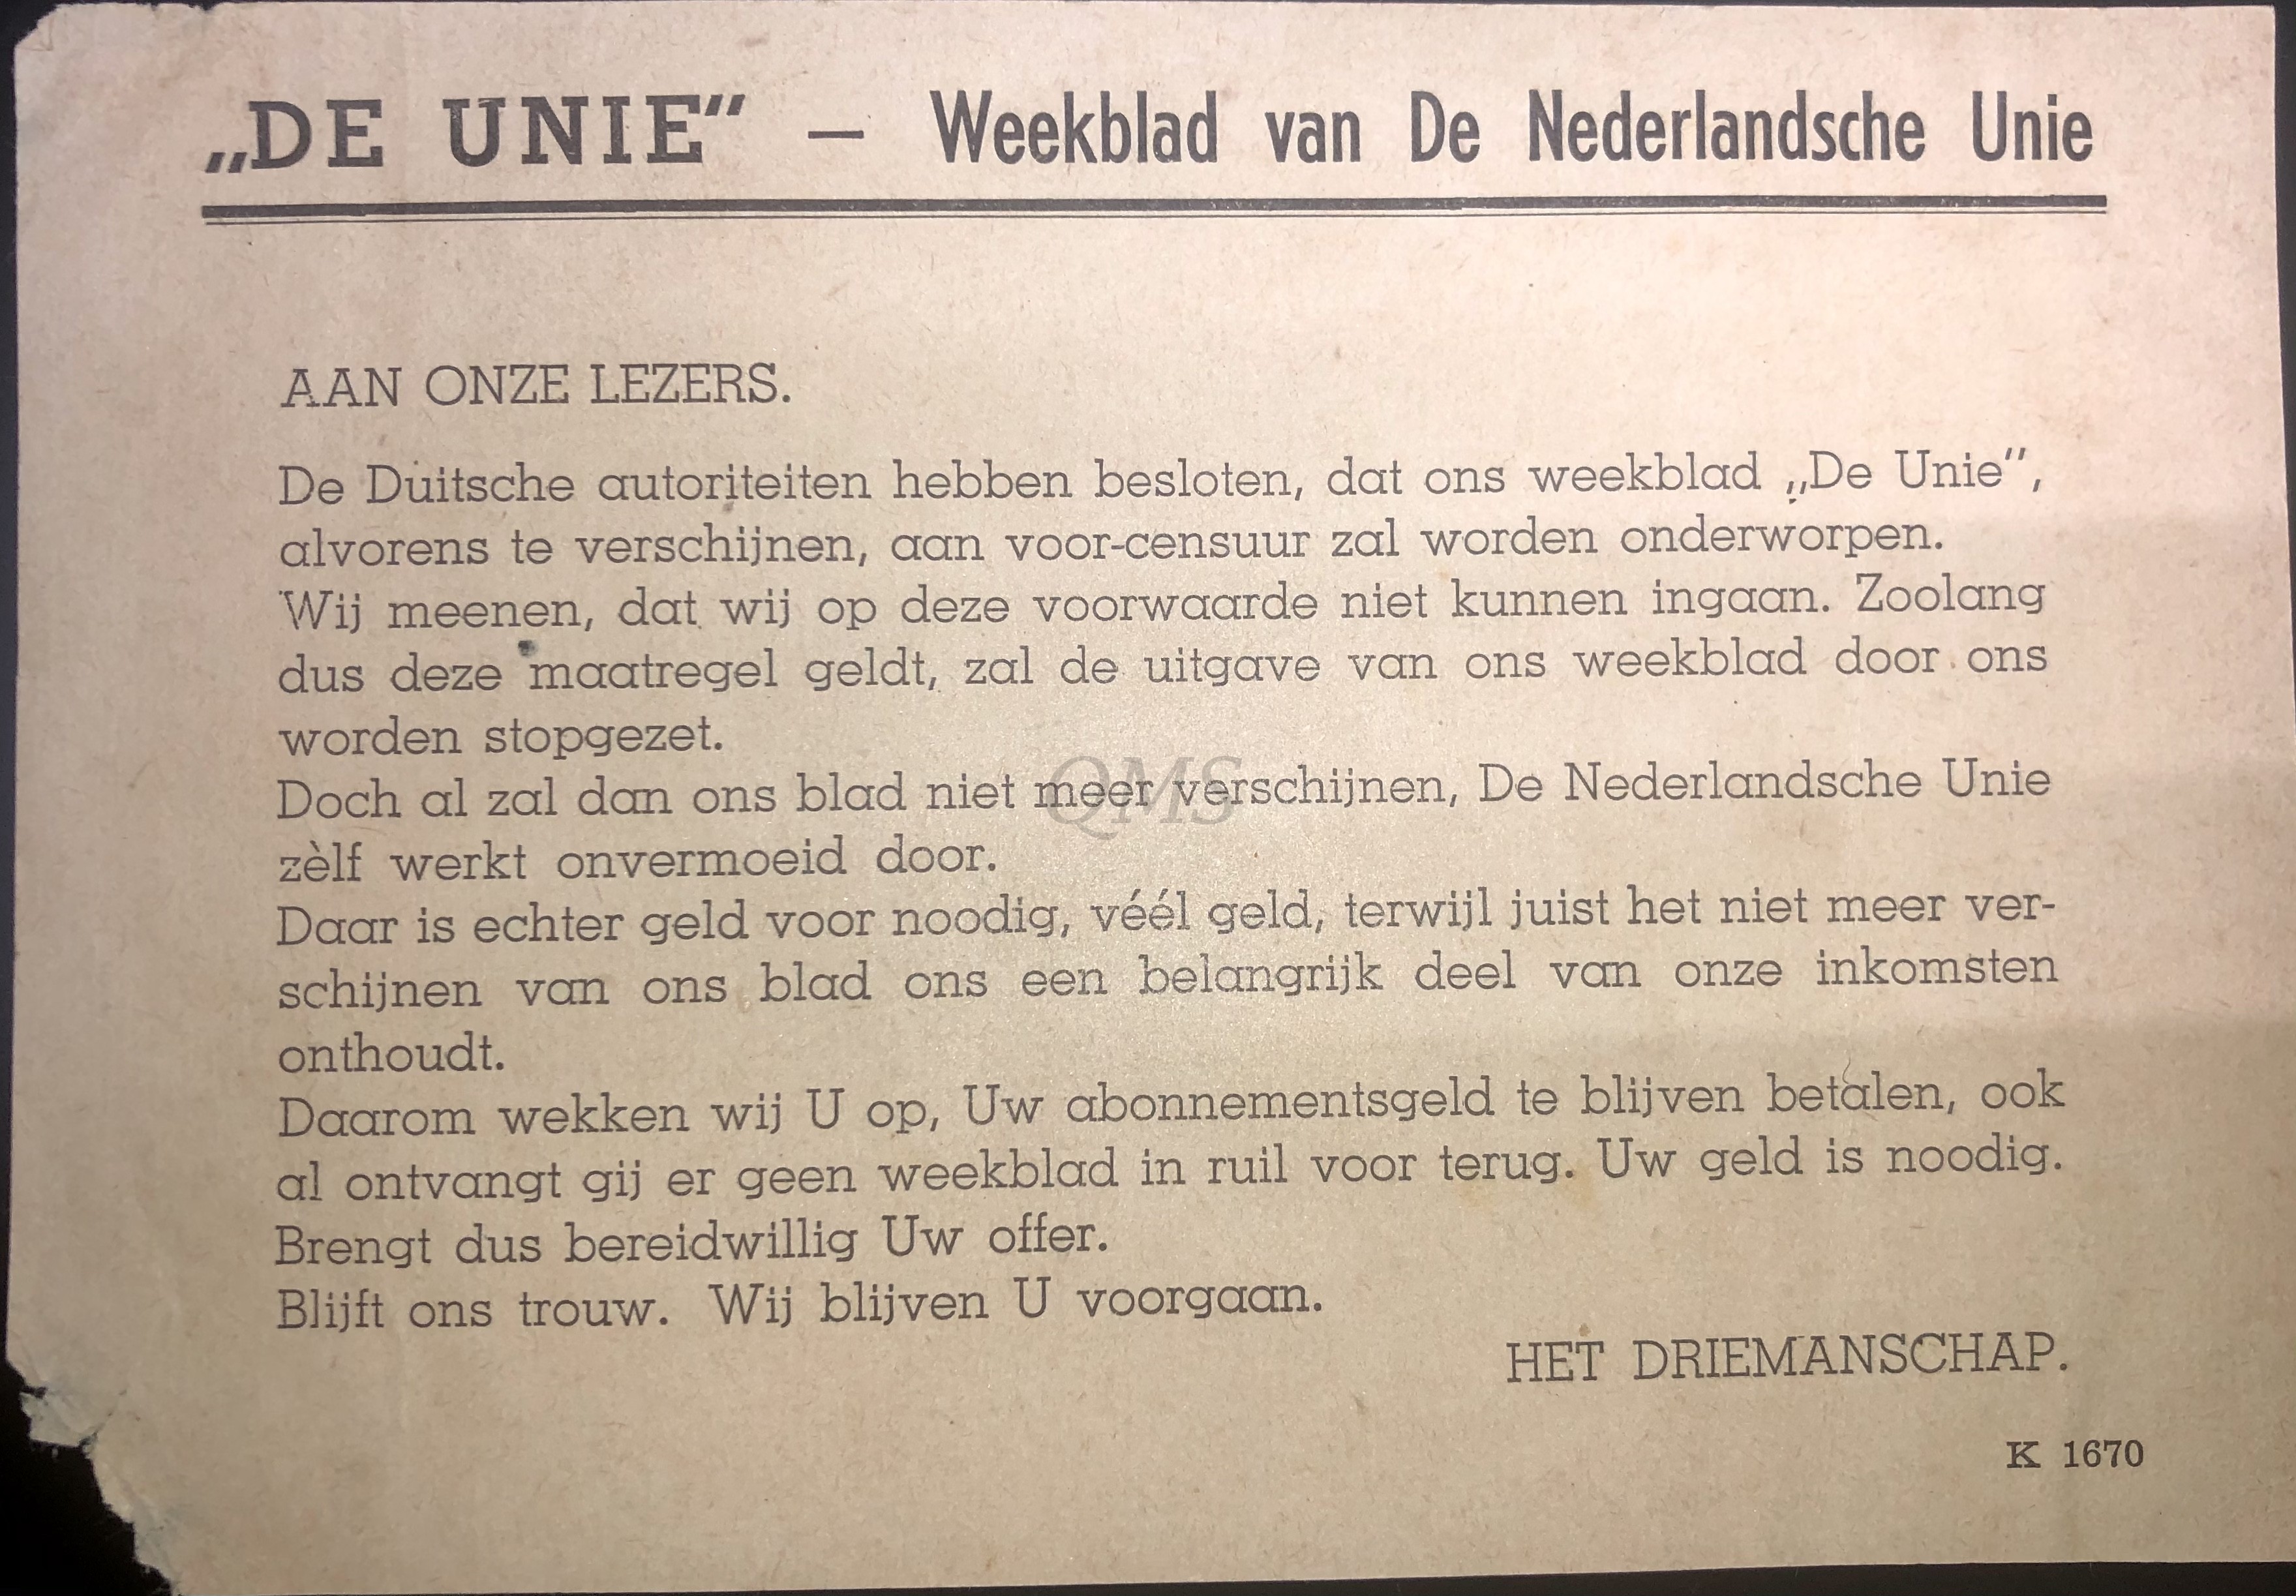 „DE UNIE” — Weekblad van De Nederlandsche Unie
AAN ONZE LEZERS.
De Duitsche autoriteiten hebben besloten, dat ons weekblad „De Unie”,
alvorens te verschijnen, aan voor-censuur zal worden onderworpen.
Wij meenen, dat wij op deze voorwaarde niet kunnen ingaan. Zoolang
dus deze maatregel geldt, zal de uitgave van ons weekblad door ons
worden stopgezet.
Doch al zal dan ons blad niet meer verschijnen, De Nederlandsche Unie
zèlf werkt onvermoeid door.
Daar is echter geld voor noodig, véél geld, terwijl juist het niet meer ver-
schijnen van ons blad ons een belangrijk deel van onze inkomsten
onthoudt.
Daarom wekken wij U op, Uw abonnementsgeld te blijven betalen, ook
al ontvangt gij er geen weekblad in ruil voor terug. Uw geld is noodig.
Brengt dus bereidwillig Uw offer.
Blijft ons trouw. Wij blijven U voorgaan.
HET DRIEMANSCHAP.
K 1670
QMS